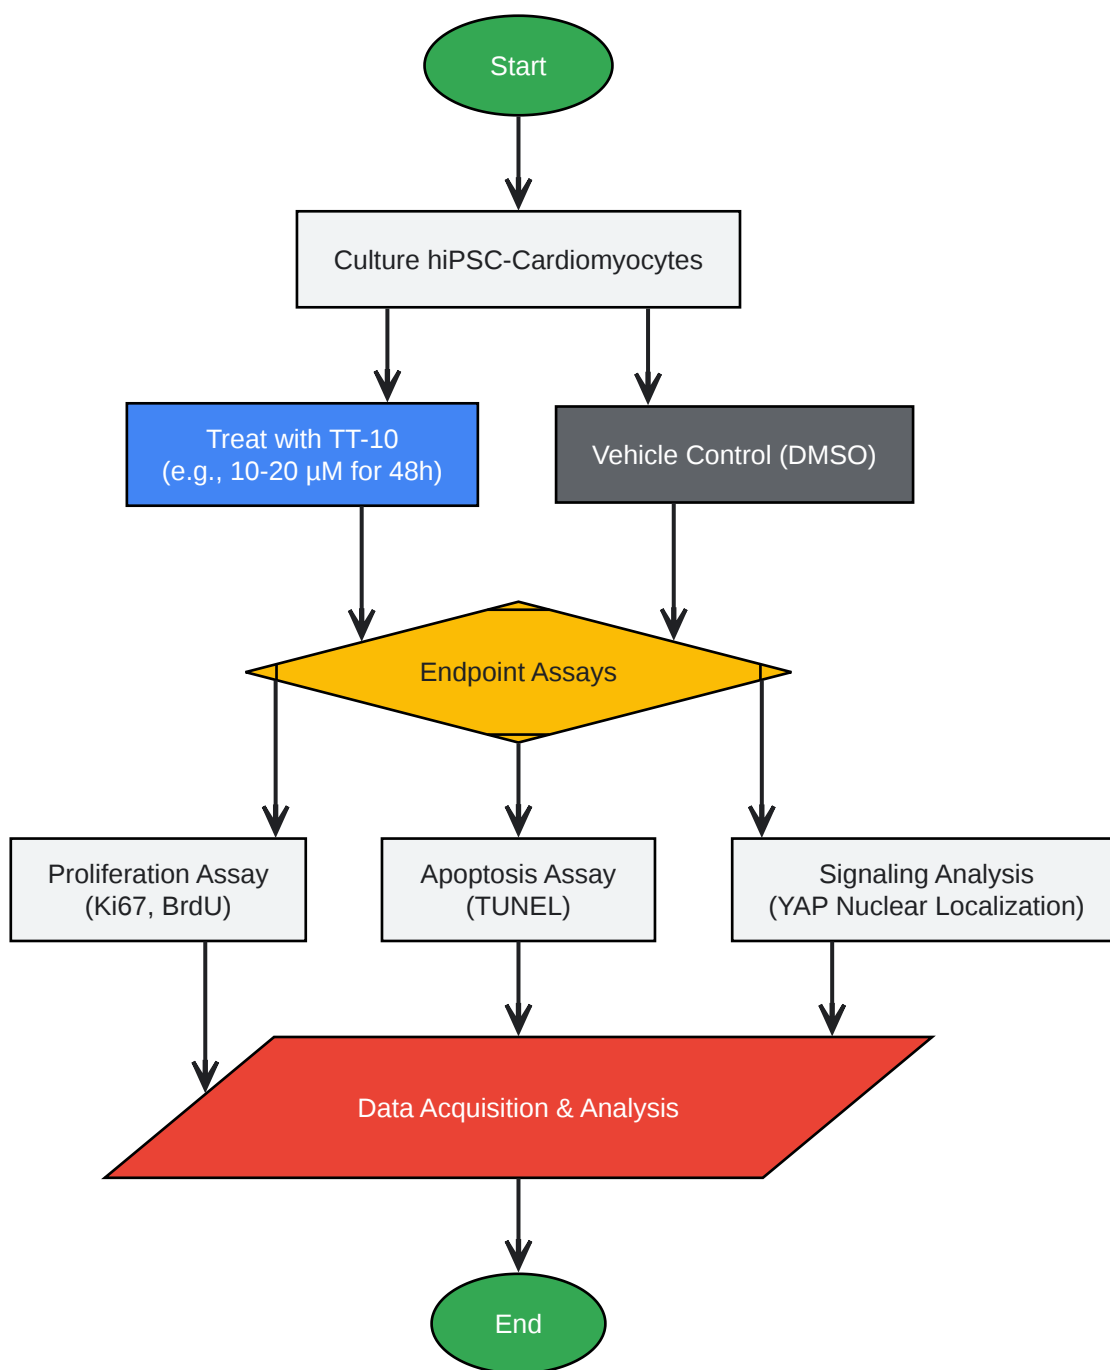 Start
Culture hiPSC-Cardiomyocytes
Treat with TT-10
(e.g., 10-20 µM for 48h)
Vehicle Control (DMSO)
Endpoint Assays
Proliferation Assay
(Ki67, BrdU)
Apoptosis Assay
(TUNEL)
Signaling Analysis
(YAP Nuclear Localization)
Data Acquisition & Analysis
End